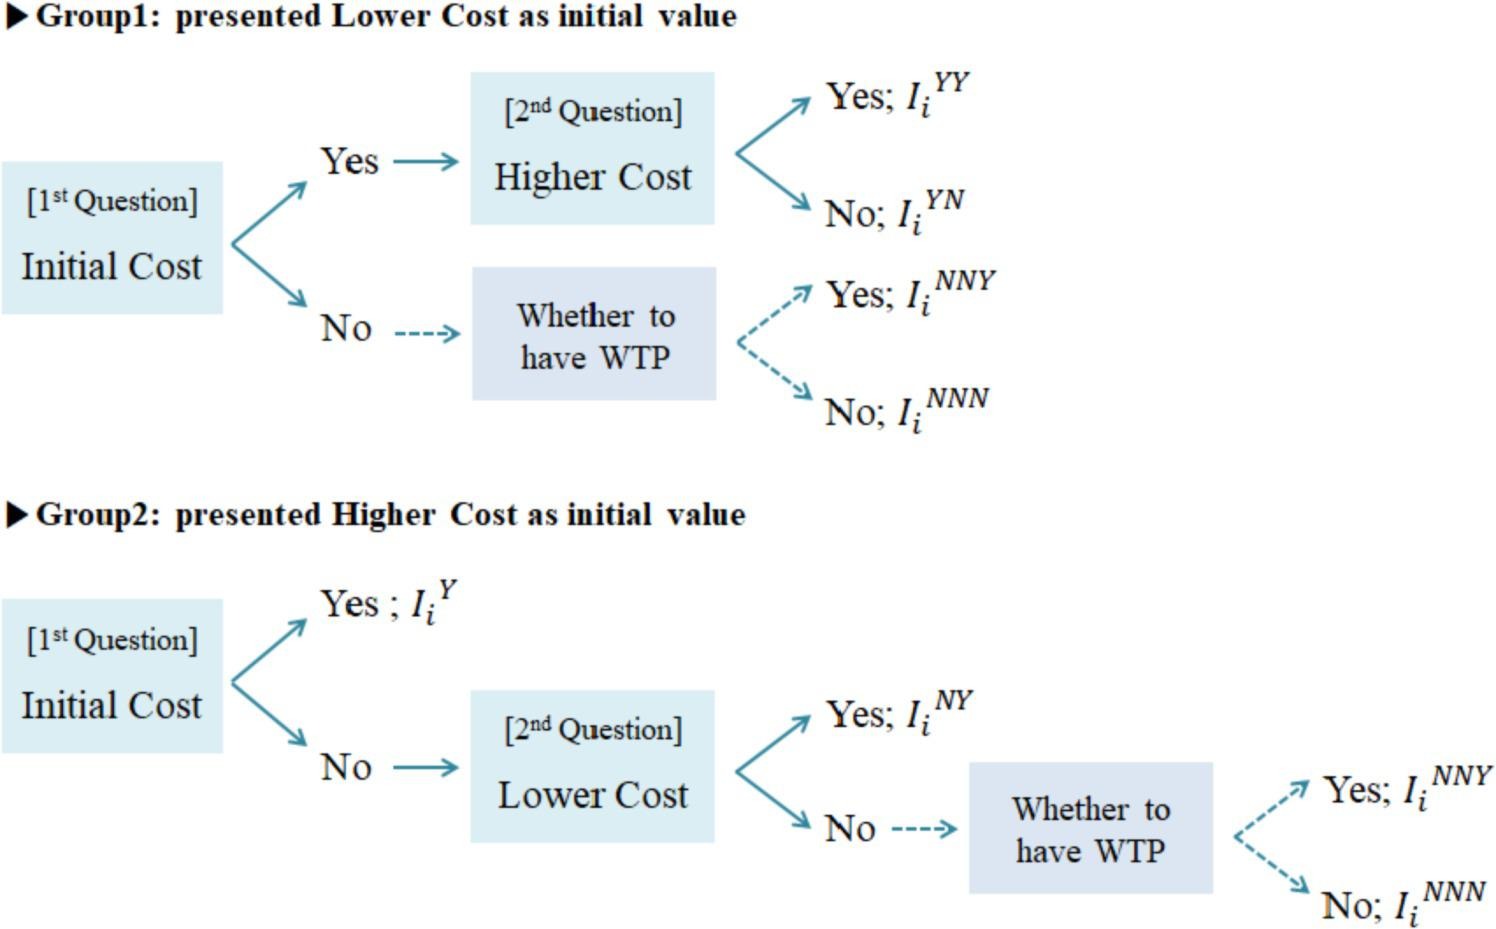 ▶Group1: presented Lower Cost as initial value
[1st Question]
Initial Cost
Yes
No
[2nd Question]
Higher Cost
Whether to
have WTP
Yes; I_i^YY
No; I_i^YN
Yes; I_i^NNY
No; I_i^NNN
▶Group2: presented Higher Cost as initial value
[1st Question]
Initial Cost
Yes ; I_i^Y
No
[2nd Question]
Lower Cost
Yes; I_i^NY
No
Whether to
have WTP
Yes; I_i^NNY
No; I_i^NNN